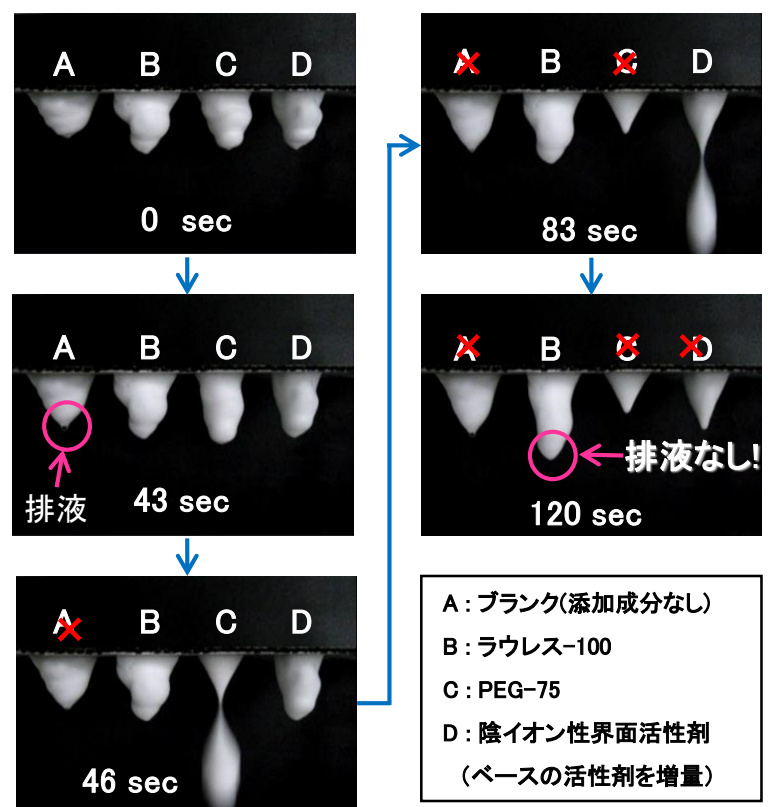 A B C D
0 sec
A B C D
排液
43 sec
A B C D
46 sec
A B C D
83 sec
A B C D
排液なし!
120 sec
A : ブランク(添加成分なし)
B : ラウレス-100
C : PEG-75
D : 陰イオン性界面活性剤
(ベースの活性剤を増量)